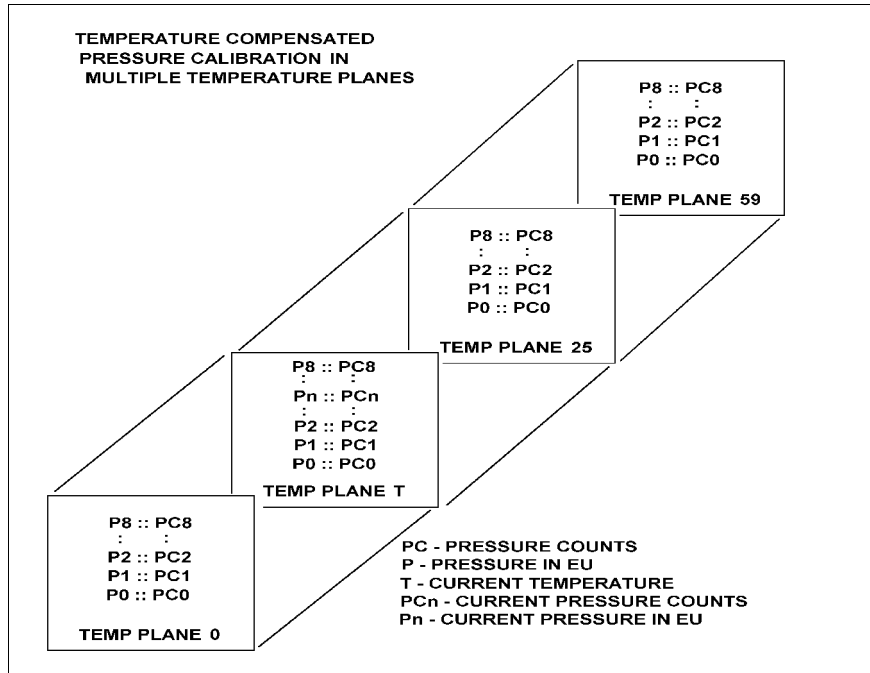 TEMPERATURE COMPENSATED
PRESSURE CALIBRATION IN
MULTIPLE TEMPERATURE PLANES
P8 :: PC8
: :
P2 :: PC2
P1 :: PC1
P0 :: PC0
TEMP PLANE 59
P8 :: PC8
: :
P2 :: PC2
P1 :: PC1
P0 :: PC0
TEMP PLANE 25
P8 :: PC8
: :
Pn :: PCn
: :
P2 :: PC2
P1 :: PC1
P0 :: PC0
TEMP PLANE T
P8 :: PC8
: :
P2 :: PC2
P1 :: PC1
P0 :: PC0
TEMP PLANE 0
PC - PRESSURE COUNTS
P - PRESSURE IN EU
T - CURRENT TEMPERATURE
PCn - CURRENT PRESSURE COUNTS
Pn - CURRENT PRESSURE IN EU